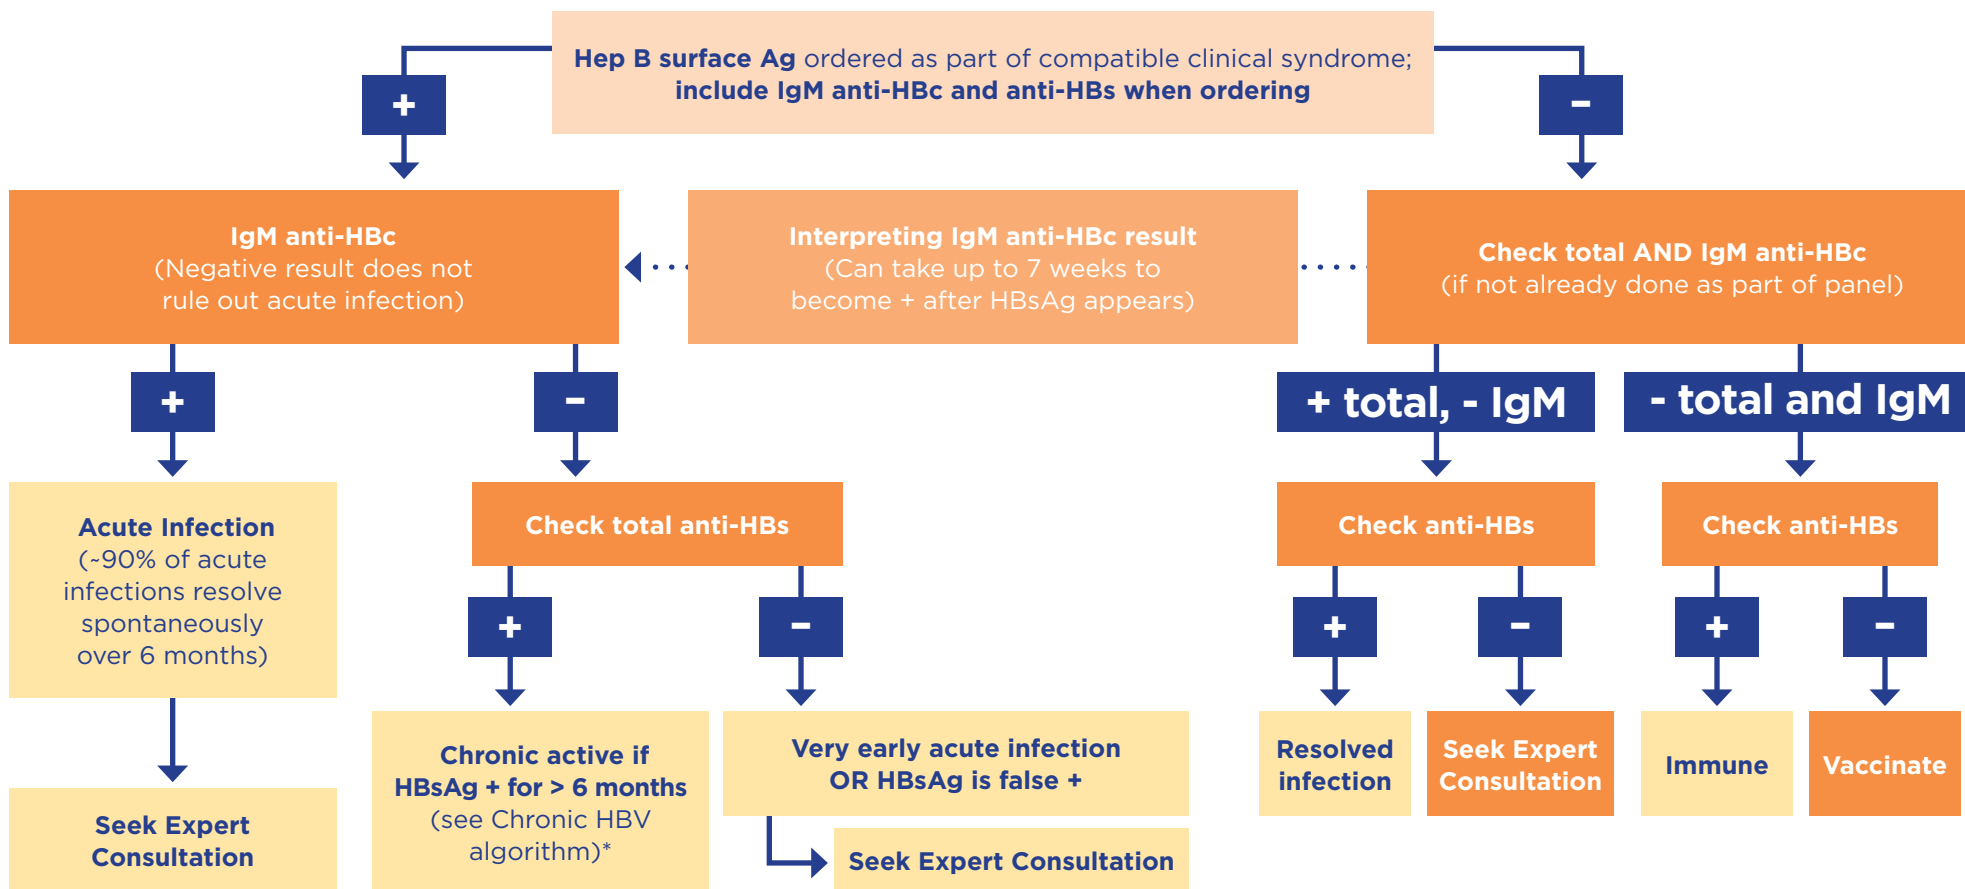 Hep B surface Ag ordered as part of compatible clinical syndrome;
include IgM anti-HBc and anti-HBs when ordering
+
−
IgM anti-HBc
(Negative result does not
rule out acute infection)
Interpreting IgM anti-HBc result
(Can take up to 7 weeks to
become + after HBsAg appears)
Check total AND IgM anti-HBc
(if not already done as part of panel)
+
−
+ total, - IgM
- total and IgM
Acute Infection
(~90% of acute
infections resolve
spontaneously
over 6 months)
Check total anti-HBs
Check anti-HBs
Check anti-HBs
+
−
+
−
+
−
Chronic active if
HBsAg + for > 6 months
(see Chronic HBV
algorithm)*
Very early acute infection
OR HBsAg is false +
Resolved
infection
Seek Expert
Consultation
Immune
Vaccinate
Seek Expert
Consultation
Seek Expert Consultation